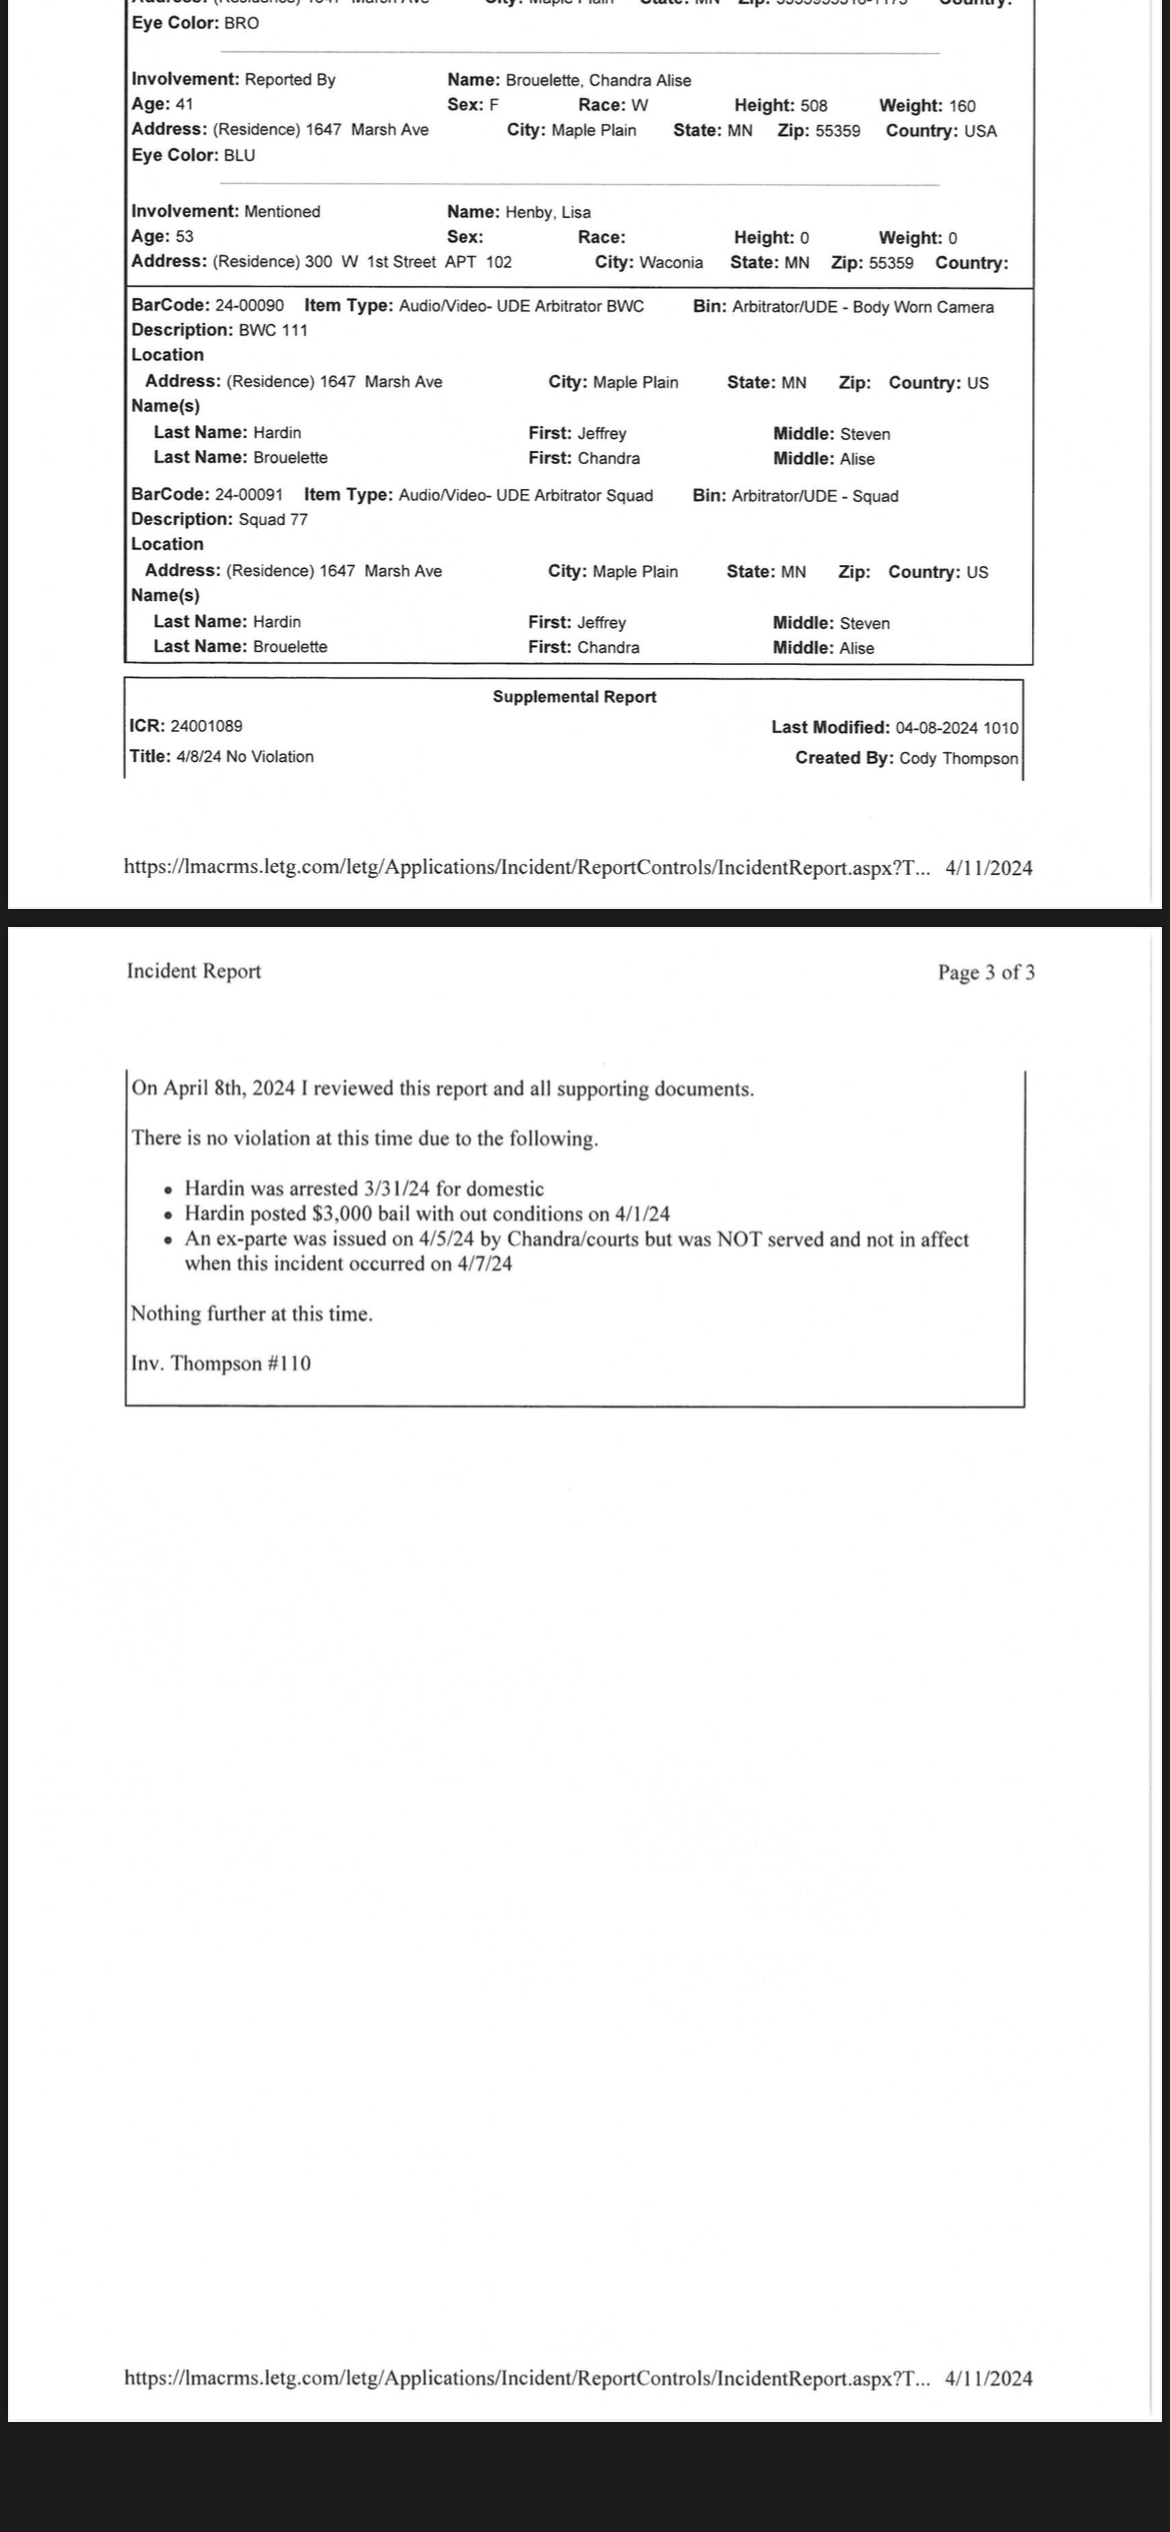 Eye Color: BRO
Involvement: Reported By Name: Brouelette, Chandra Alise
Age: 41 Sex: F Race: W Height: 508 Weight: 160
Address: (Residence) 1647 Marsh Ave City: Maple Plain State: MN Zip: 55359 Country: USA
Eye Color: BLU
Involvement: Mentioned Name: Henby, Lisa
Age: 53 Sex: Race: Height: 0 Weight: 0
Address: (Residence) 300 W 1st Street APT 102 City: Waconia State: MN Zip: 55359 Country:
BarCode: 24-00090 Item Type: Audio/Video- UDE Arbitrator BWC Bin: Arbitrator/UDE - Body Worn Camera
Description: BWC 111
Location
Address: (Residence) 1647 Marsh Ave City: Maple Plain State: MN Zip: Country: US
Name(s)
Last Name: Hardin First: Jeffrey Middle: Steven
Last Name: Brouelette First: Chandra Middle: Alise
BarCode: 24-00091 Item Type: Audio/Video- UDE Arbitrator Squad Bin: Arbitrator/UDE - Squad
Description: Squad 77
Location
Address: (Residence) 1647 Marsh Ave City: Maple Plain State: MN Zip: Country: US
Name(s)
Last Name: Hardin First: Jeffrey Middle: Steven
Last Name: Brouelette First: Chandra Middle: Alise
Supplemental Report
ICR: 24001089 Last Modified: 04-08-2024 1010
Title: 4/8/24 No Violation Created By: Cody Thompson
https://lmacrms.letg.com/letg/Applications/Incident/ReportControls/IncidentReport.aspx?T... 4/11/2024
Incident Report Page 3 of 3
On April 8th, 2024 I reviewed this report and all supporting documents.
There is no violation at this time due to the following.
• Hardin was arrested 3/31/24 for domestic
• Hardin posted $3,000 bail with out conditions on 4/1/24
• An ex-parte was issued on 4/5/24 by Chandra/courts but was NOT served and not in affect
when this incident occurred on 4/7/24
Nothing further at this time.
Inv. Thompson #110
https://lmacrms.letg.com/letg/Applications/Incident/ReportControls/IncidentReport.aspx?T... 4/11/2024